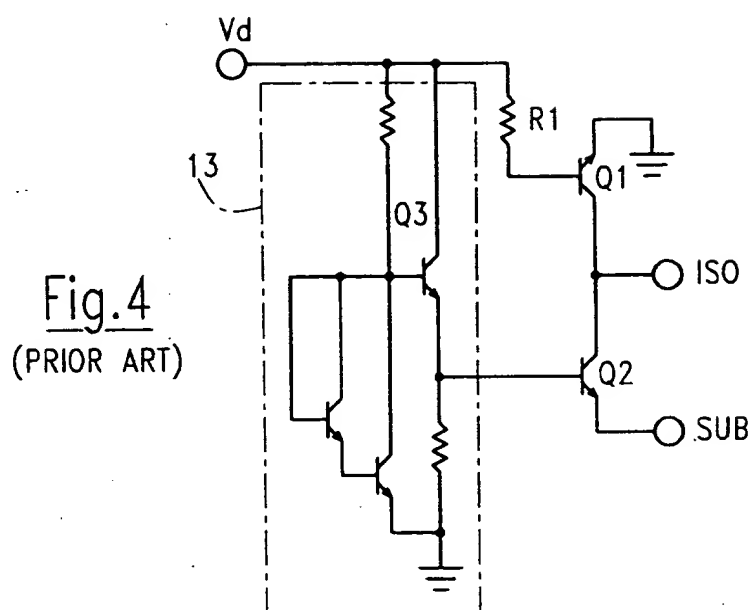 Vd
R1
13
Q1
Q3
ISO
Fig.4
(PRIOR ART)
Q2
SUB